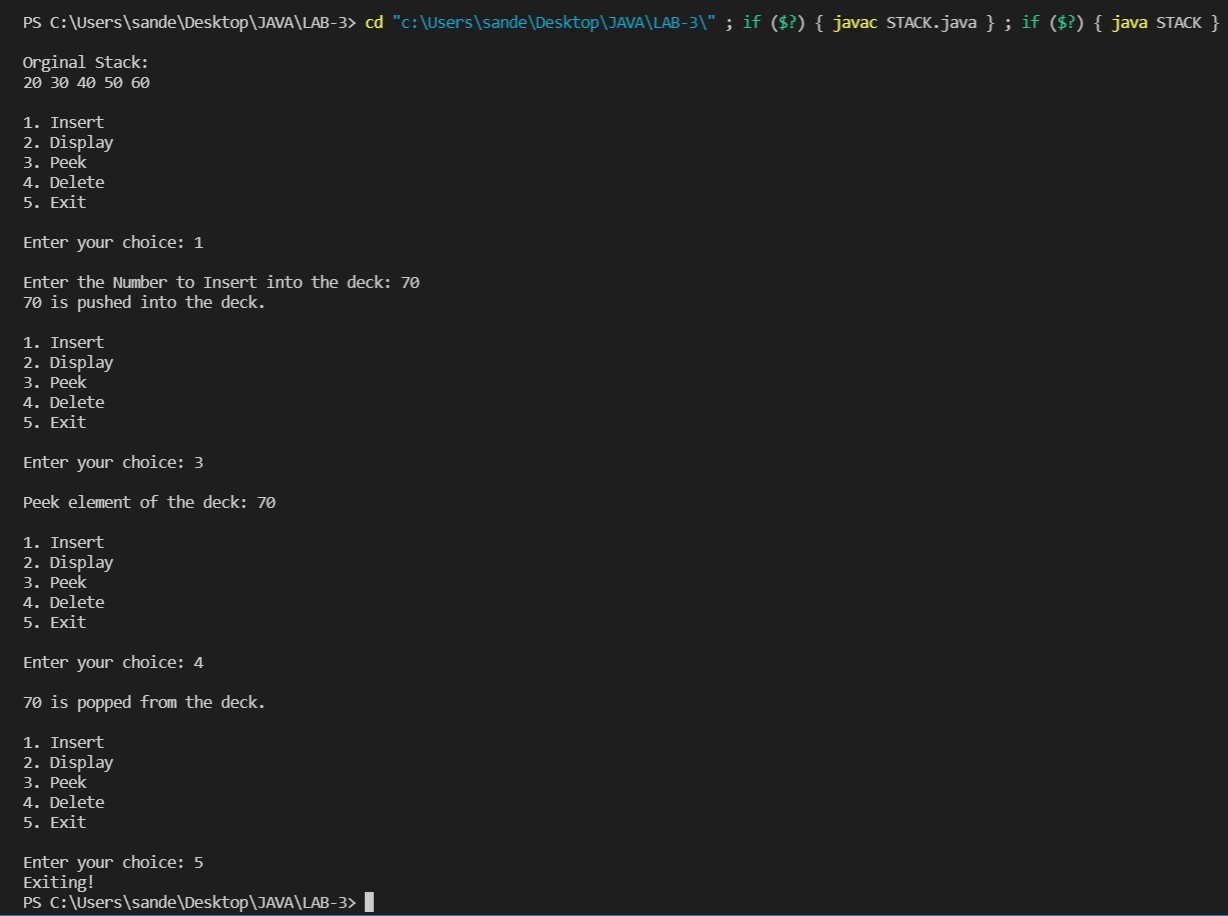 PS C:\Users\sande\Desktop\JAVA\LAB-3> cd "c:\Users\sande\Desktop\JAVA\LAB-3\" ; if ($?) { javac STACK.java } ; if ($?) { java STACK }
Orginal Stack:
20 30 40 50 60
1. Insert
2. Display
3. Peek
4. Delete
5. Exit
Enter your choice: 1
Enter the Number to Insert into the deck: 70
70 is pushed into the deck.
1. Insert
2. Display
3. Peek
4. Delete
5. Exit
Enter your choice: 3
Peek element of the deck: 70
1. Insert
2. Display
3. Peek
4. Delete
5. Exit
Enter your choice: 4
70 is popped from the deck.
1. Insert
2. Display
3. Peek
4. Delete
5. Exit
Enter your choice: 5
Exiting!
PS C:\Users\sande\Desktop\JAVA\LAB-3>